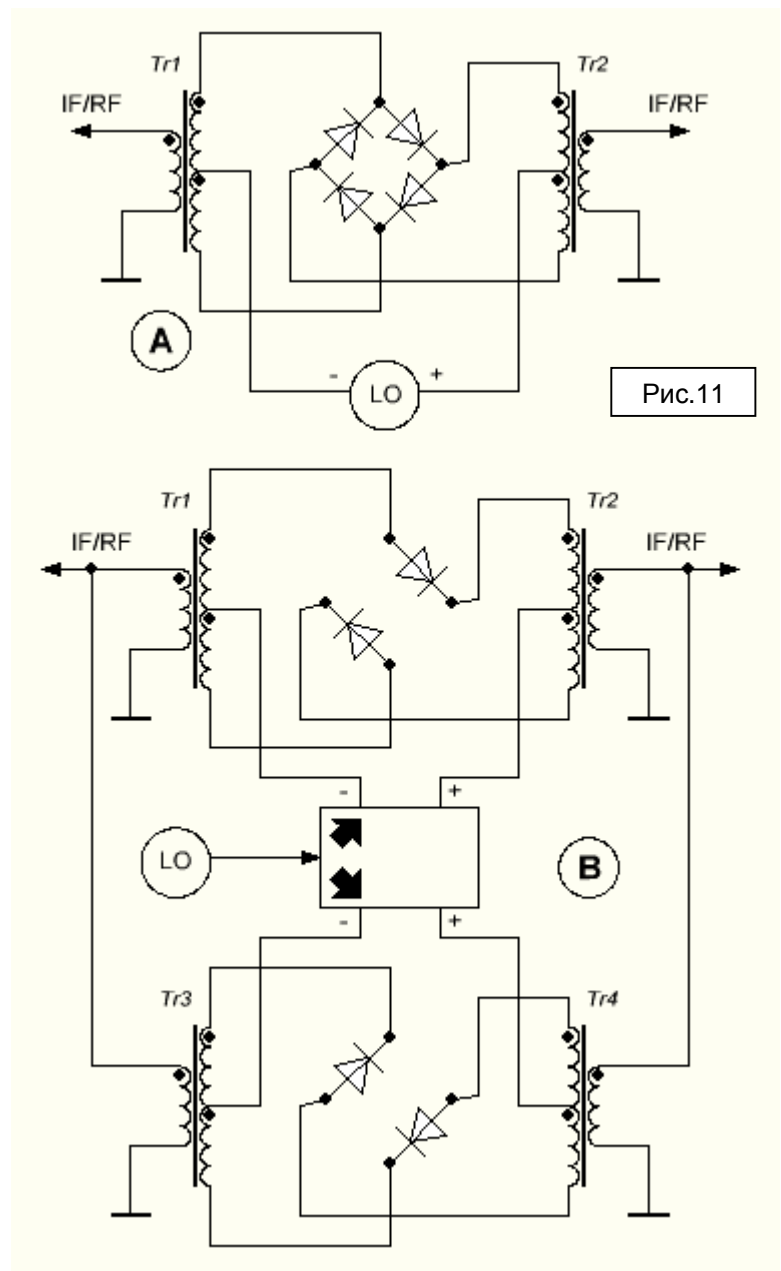 Tr1
Tr2
IF/RF
IF/RF
A
-
LO
+
Рис.11
Tr1
Tr2
IF/RF
IF/RF
-
+
LO
B
-
+
Tr3
Tr4